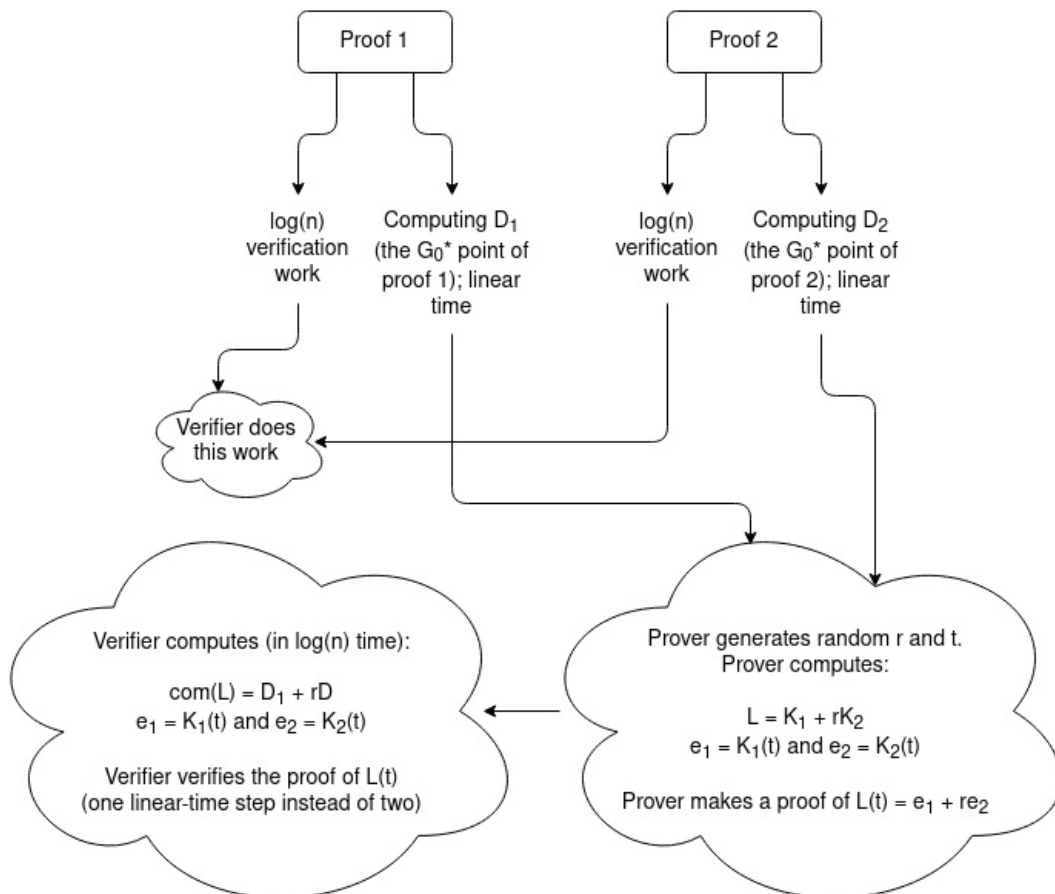 Proof 1
Proof 2
log(n)
verification
work
Computing D₁
(the G₀* point of
proof 1); linear
time
log(n)
verification
work
Computing D₂
(the G₀* point of
proof 2); linear
time
Verifier does
this work
Verifier computes (in log(n) time):
com(L) = D₁ + rD
e₁ = K₁(t) and e₂ = K₂(t)
Verifier verifies the proof of L(t)
(one linear-time step instead of two)
Prover generates random r and t.
Prover computes:
L = K₁ + rK₂
e₁ = K₁(t) and e₂ = K₂(t)
Prover makes a proof of L(t) = e₁ + re₂